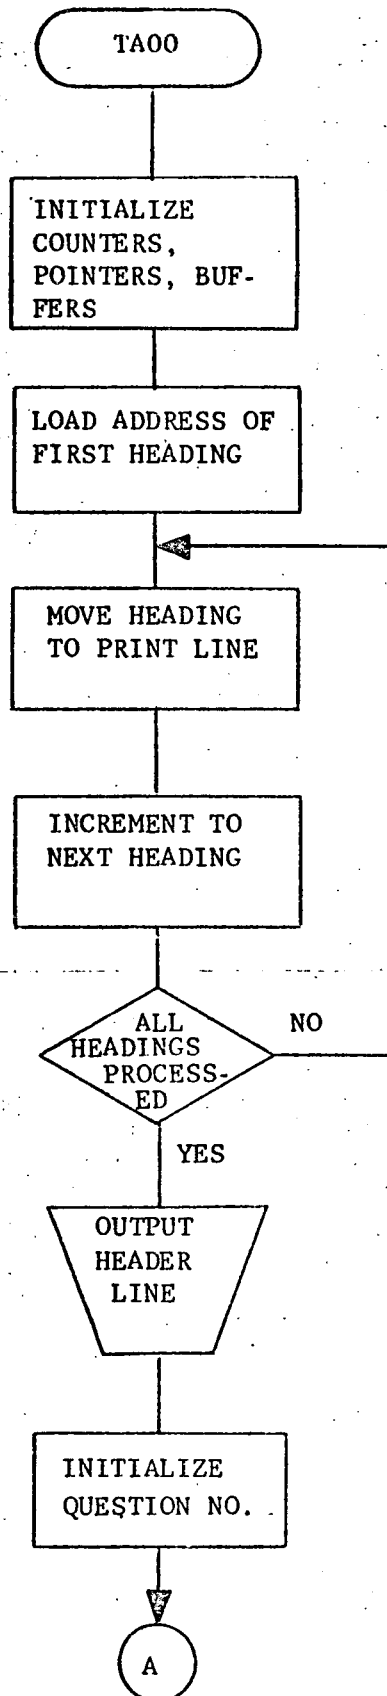 TA00
INITIALIZE
COUNTERS,
POINTERS, BUF-
FERS
LOAD ADDRESS OF
FIRST HEADING
MOVE HEADING
TO PRINT LINE
INCREMENT TO
NEXT HEADING
ALL
HEADINGS
PROCESS-
ED
NO
YES
OUTPUT
HEADER
LINE
INITIALIZE
QUESTION NO.
A